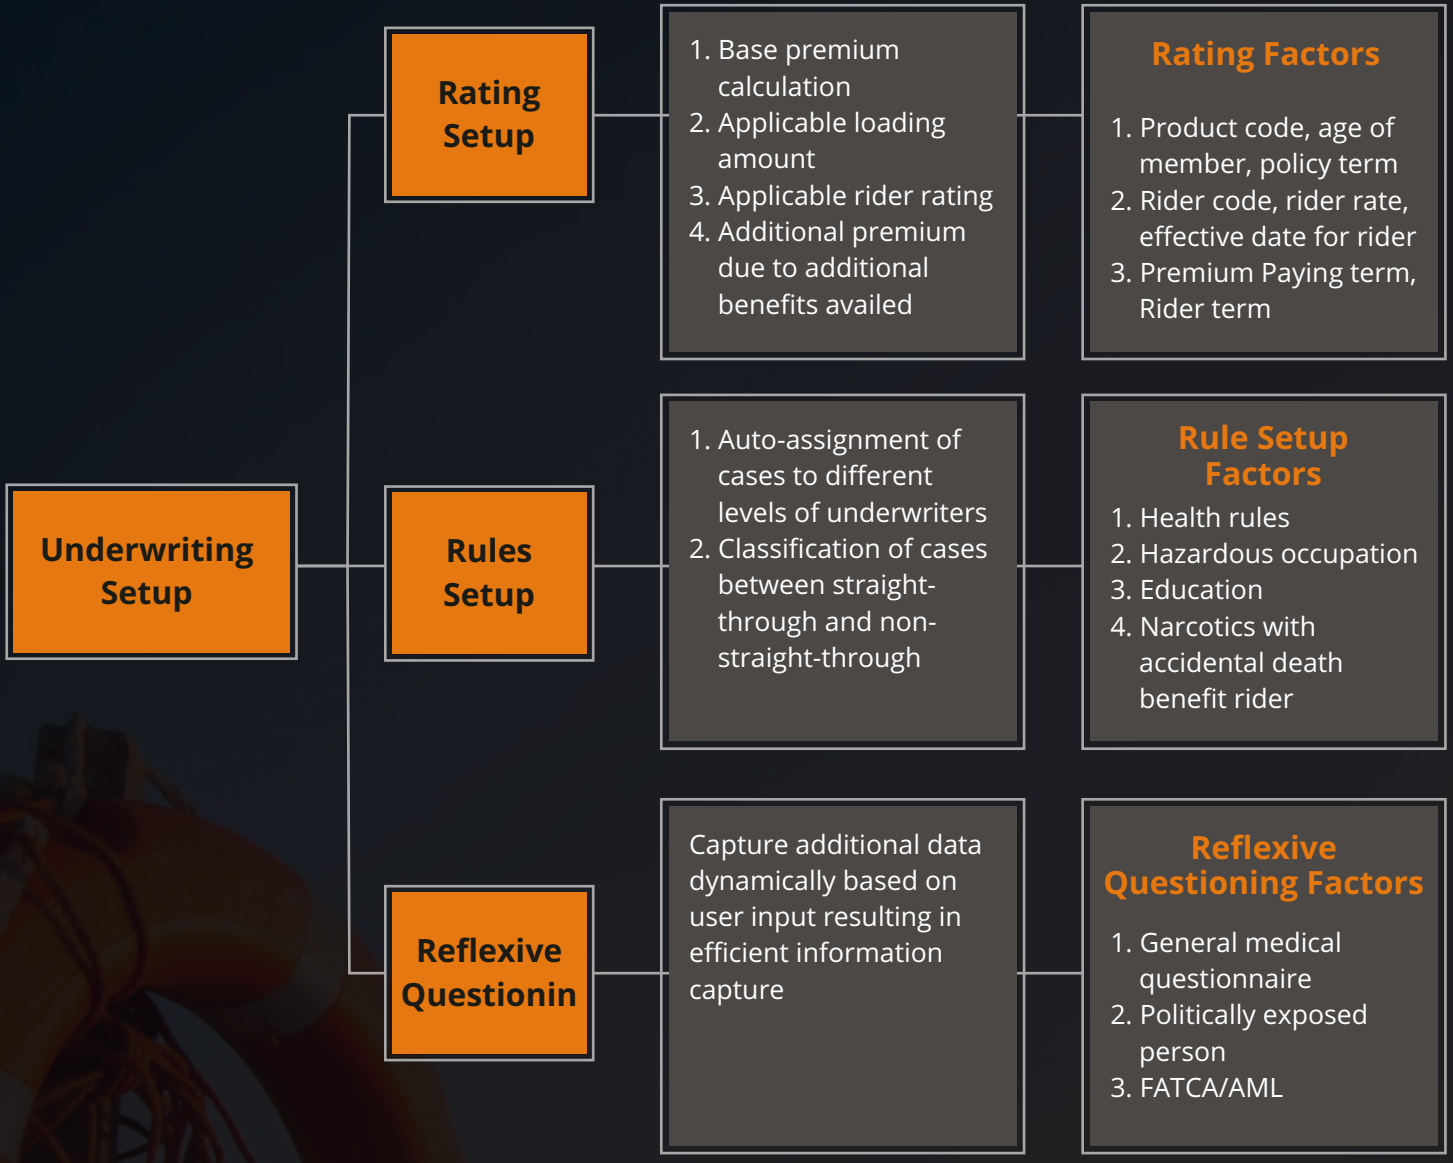 Underwriting
Setup
Rating
Setup
1. Base premium
calculation
2. Applicable loading
amount
3. Applicable rider rating
4. Additional premium
due to additional
benefits availed
Rating Factors
1. Product code, age of
member, policy term
2. Rider code, rider rate,
effective date for rider
3. Premium Paying term,
Rider term
Rules
Setup
1. Auto-assignment of
cases to different
levels of underwriters
2. Classification of cases
between straight-
through and non-
straight-through
Rule Setup
Factors
1. Health rules
2. Hazardous occupation
3. Education
4. Narcotics with
accidental death
benefit rider
Reflexive
Questionin
Capture additional data
dynamically based on
user input resulting in
efficient information
capture
Reflexive
Questioning Factors
1. General medical
questionnaire
2. Politically exposed
person
3. FATCA/AML